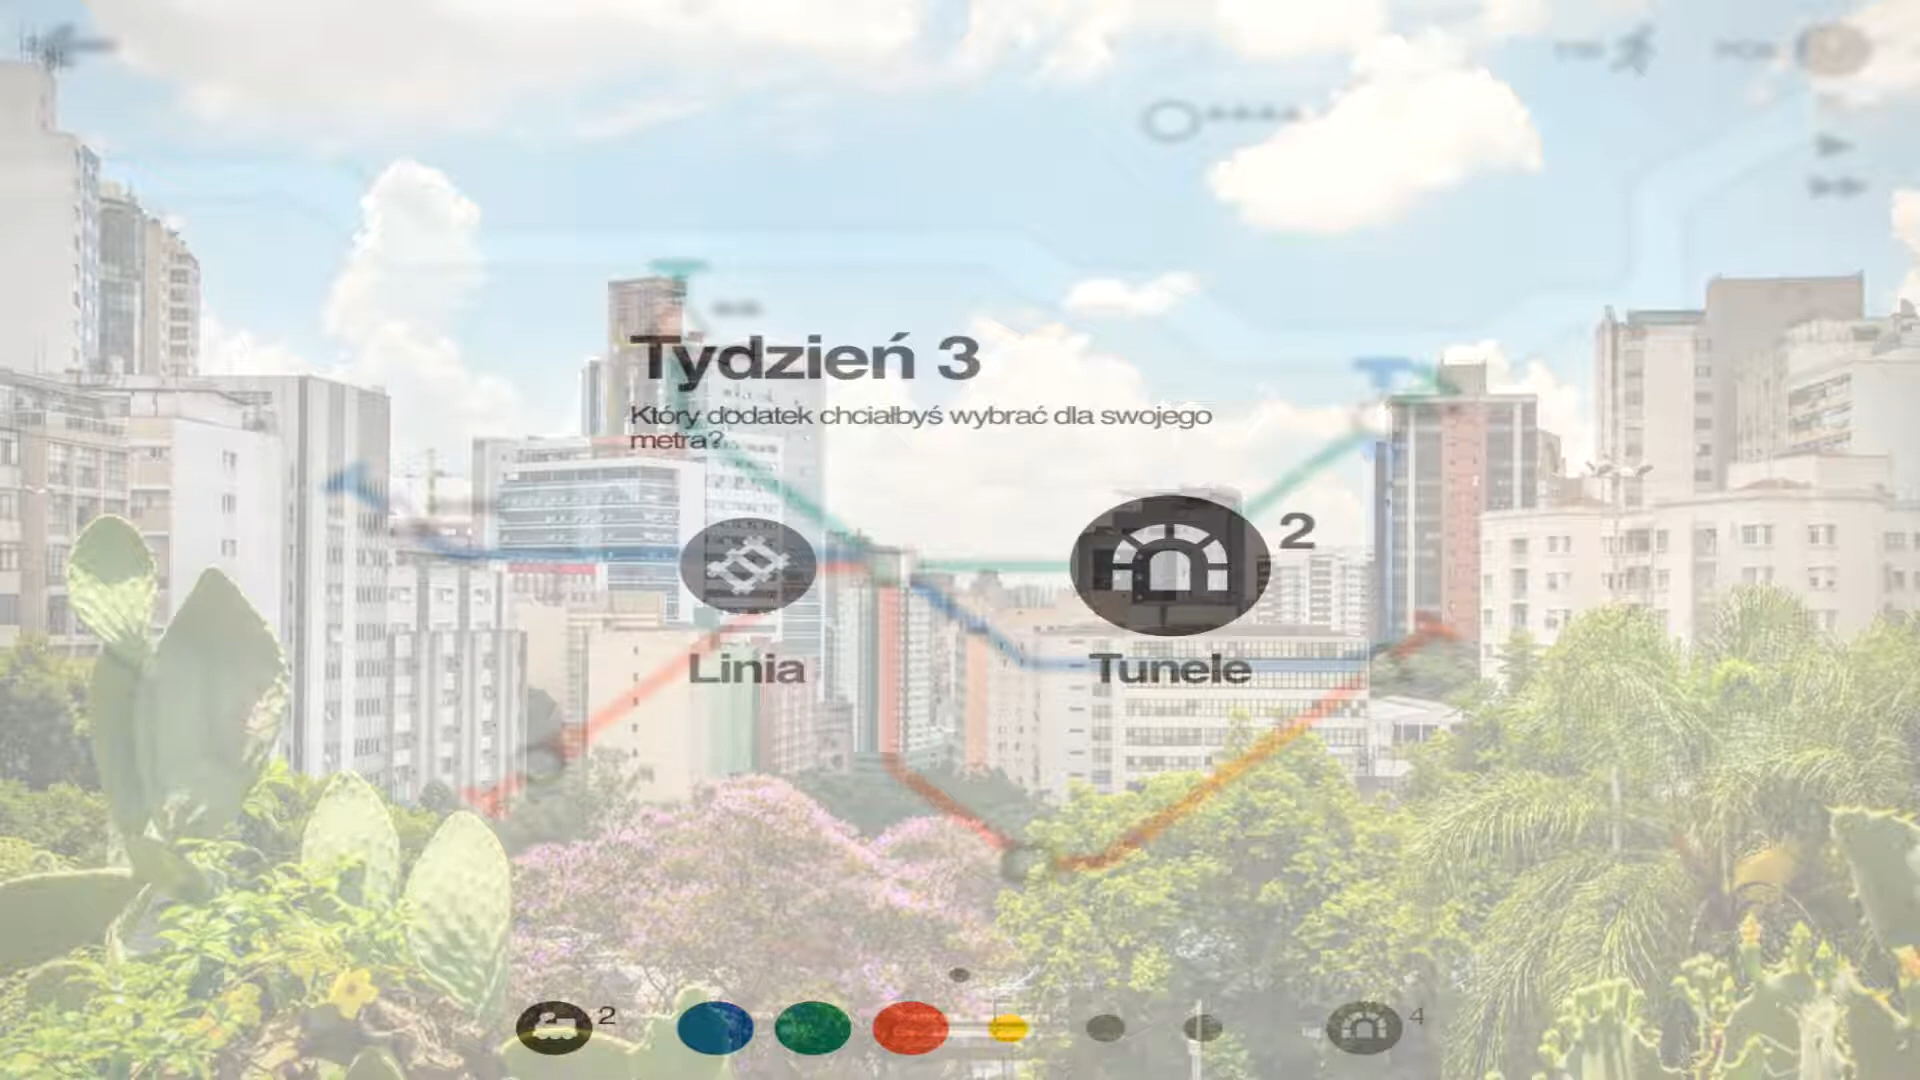 Tydzień 3
Który dodatek chciałbyś wybrać dla swojego
metra?
2
Linia
Tunele
2
4